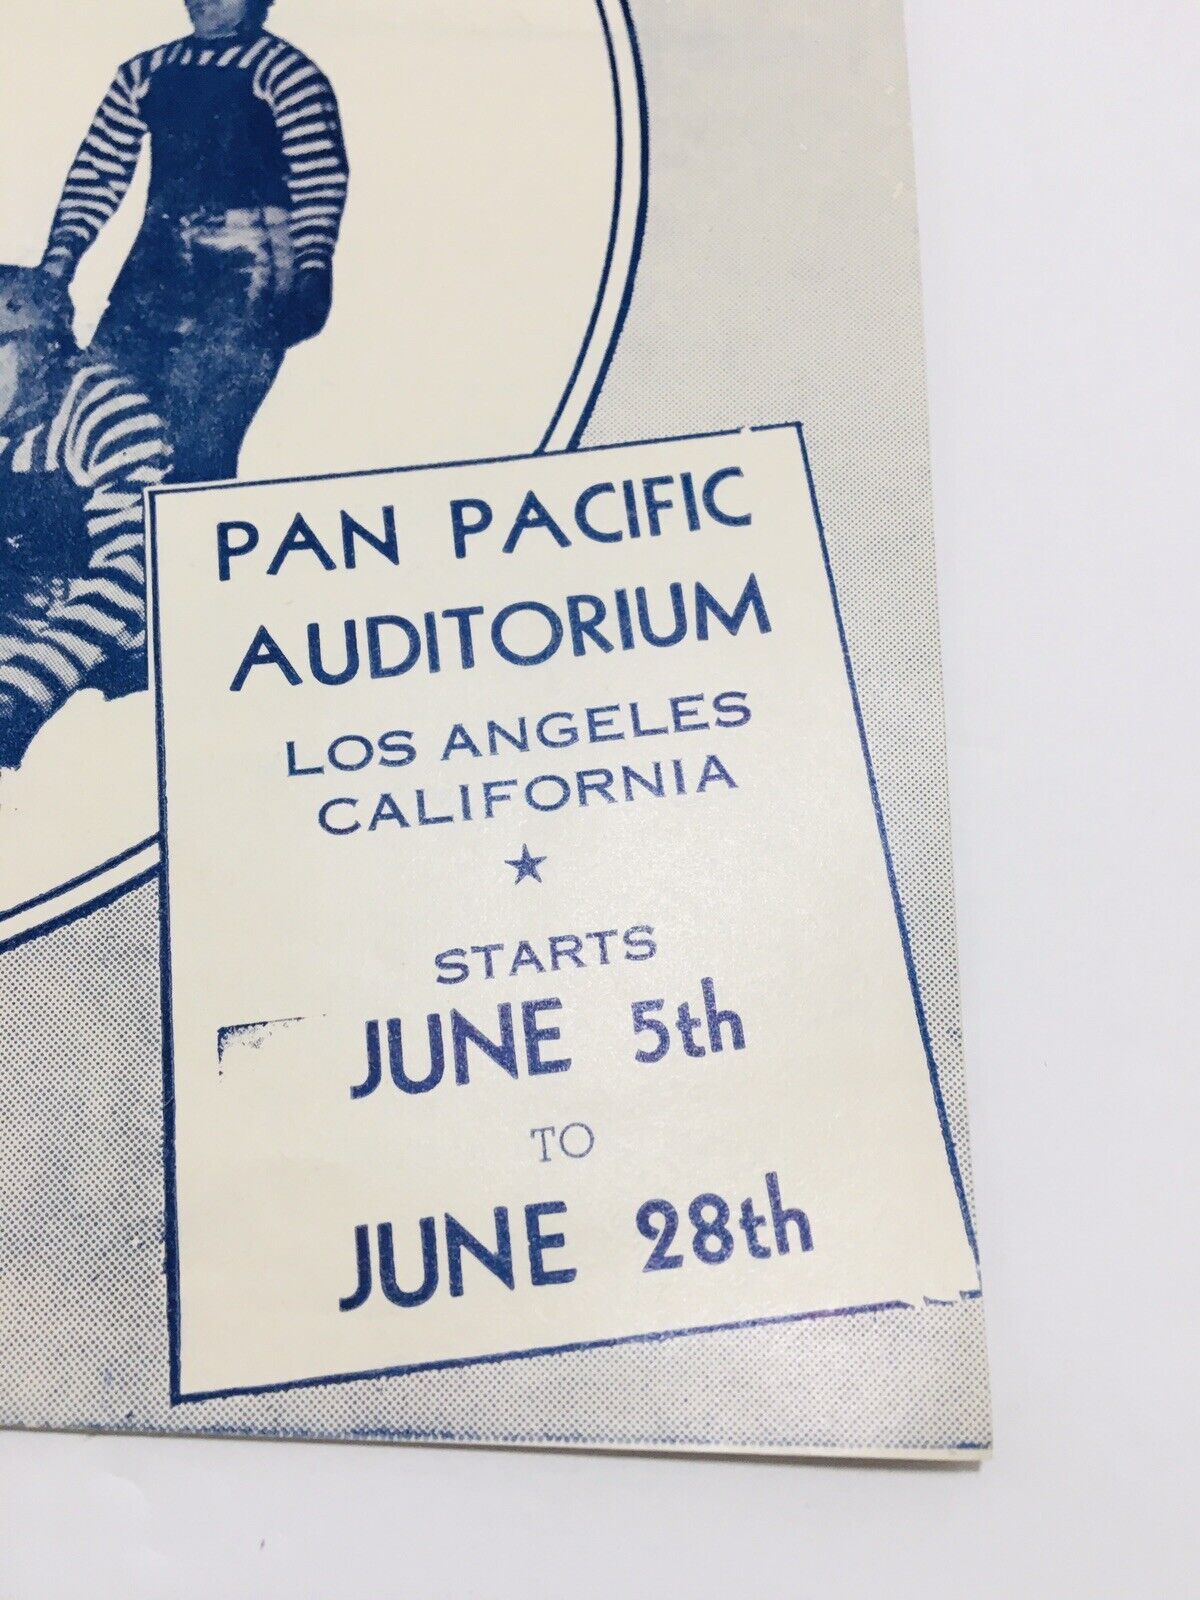 PAN PACIFIC
AUDITORIUM
LOS ANGELES
CALIFORNIA
STARTS
JUNE 5th
TO
JUNE 28th